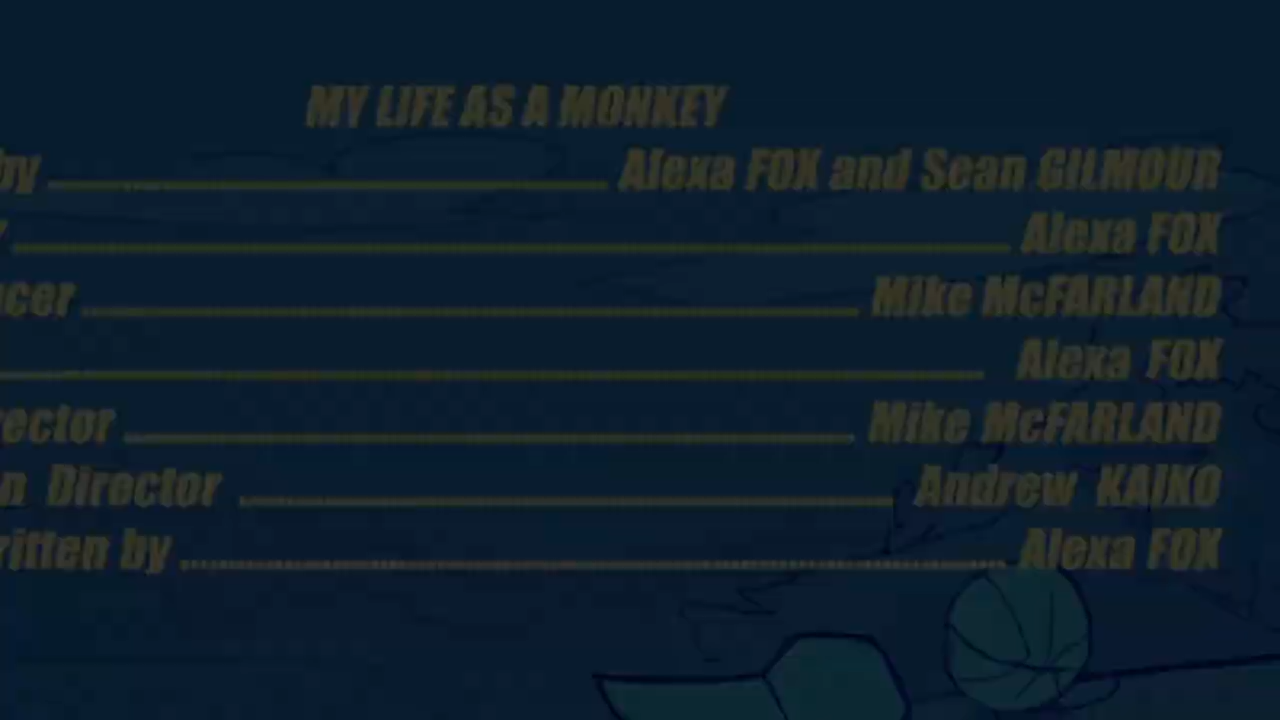 MY LIFE AS A MONKEY
by Alexa FOX and Sean GILMOUR
Alexa FOX
cer Mike McFARLAND
Alexa FOX
ector Mike McFARLAND
n Director Andrew KAIKO
ritten by Alexa FOX